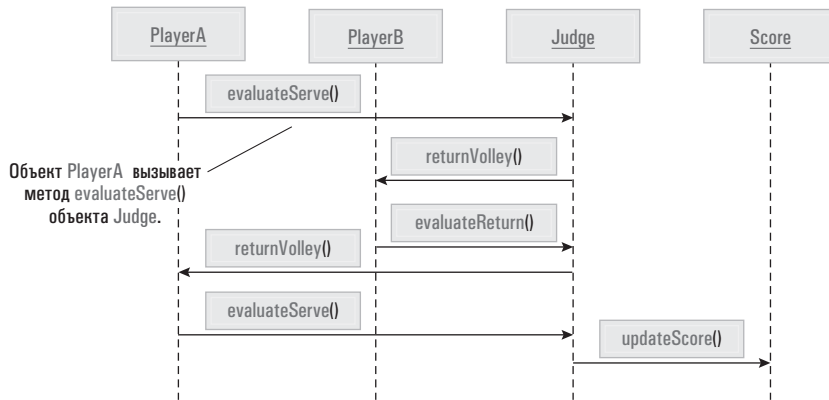 PlayerA
PlayerB
Judge
Score
evaluateServe()
returnVolley()
Объект PlayerA вызывает
метод evaluateServe()
объекта Judge.
evaluateReturn()
returnVolley()
evaluateServe()
updateScore()